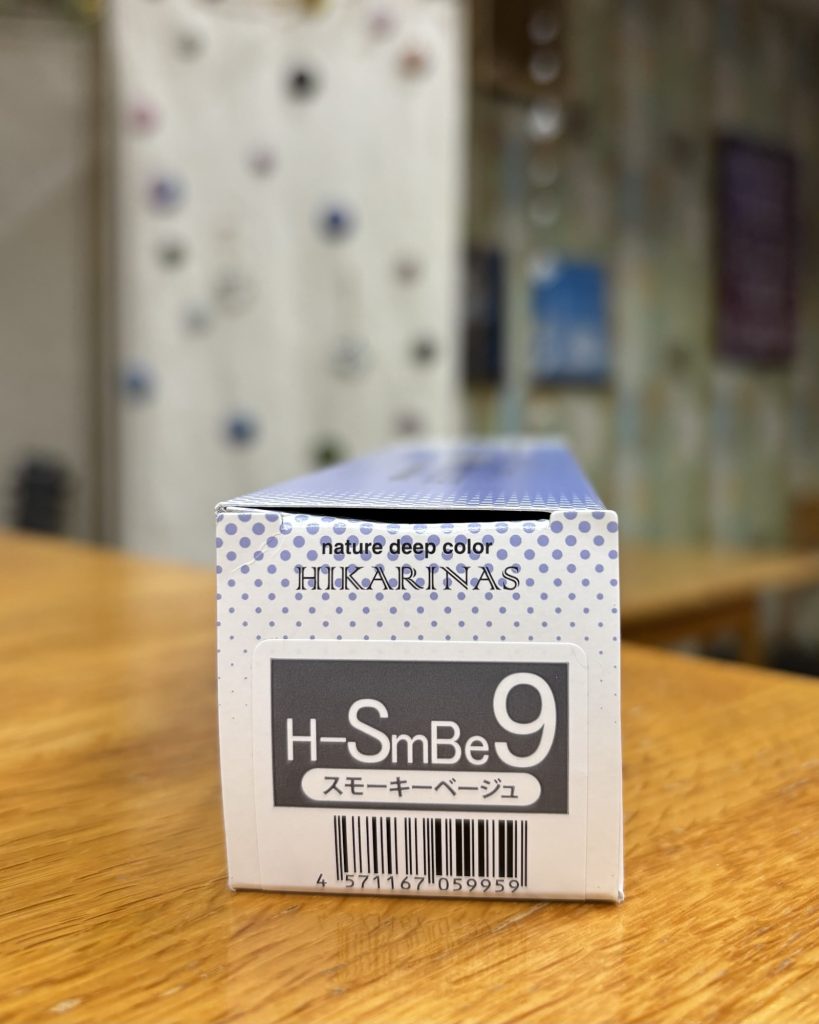 nature deep color
HIKARINAS
H-SmBe9
スモーキーベージュ
4 571167 059959